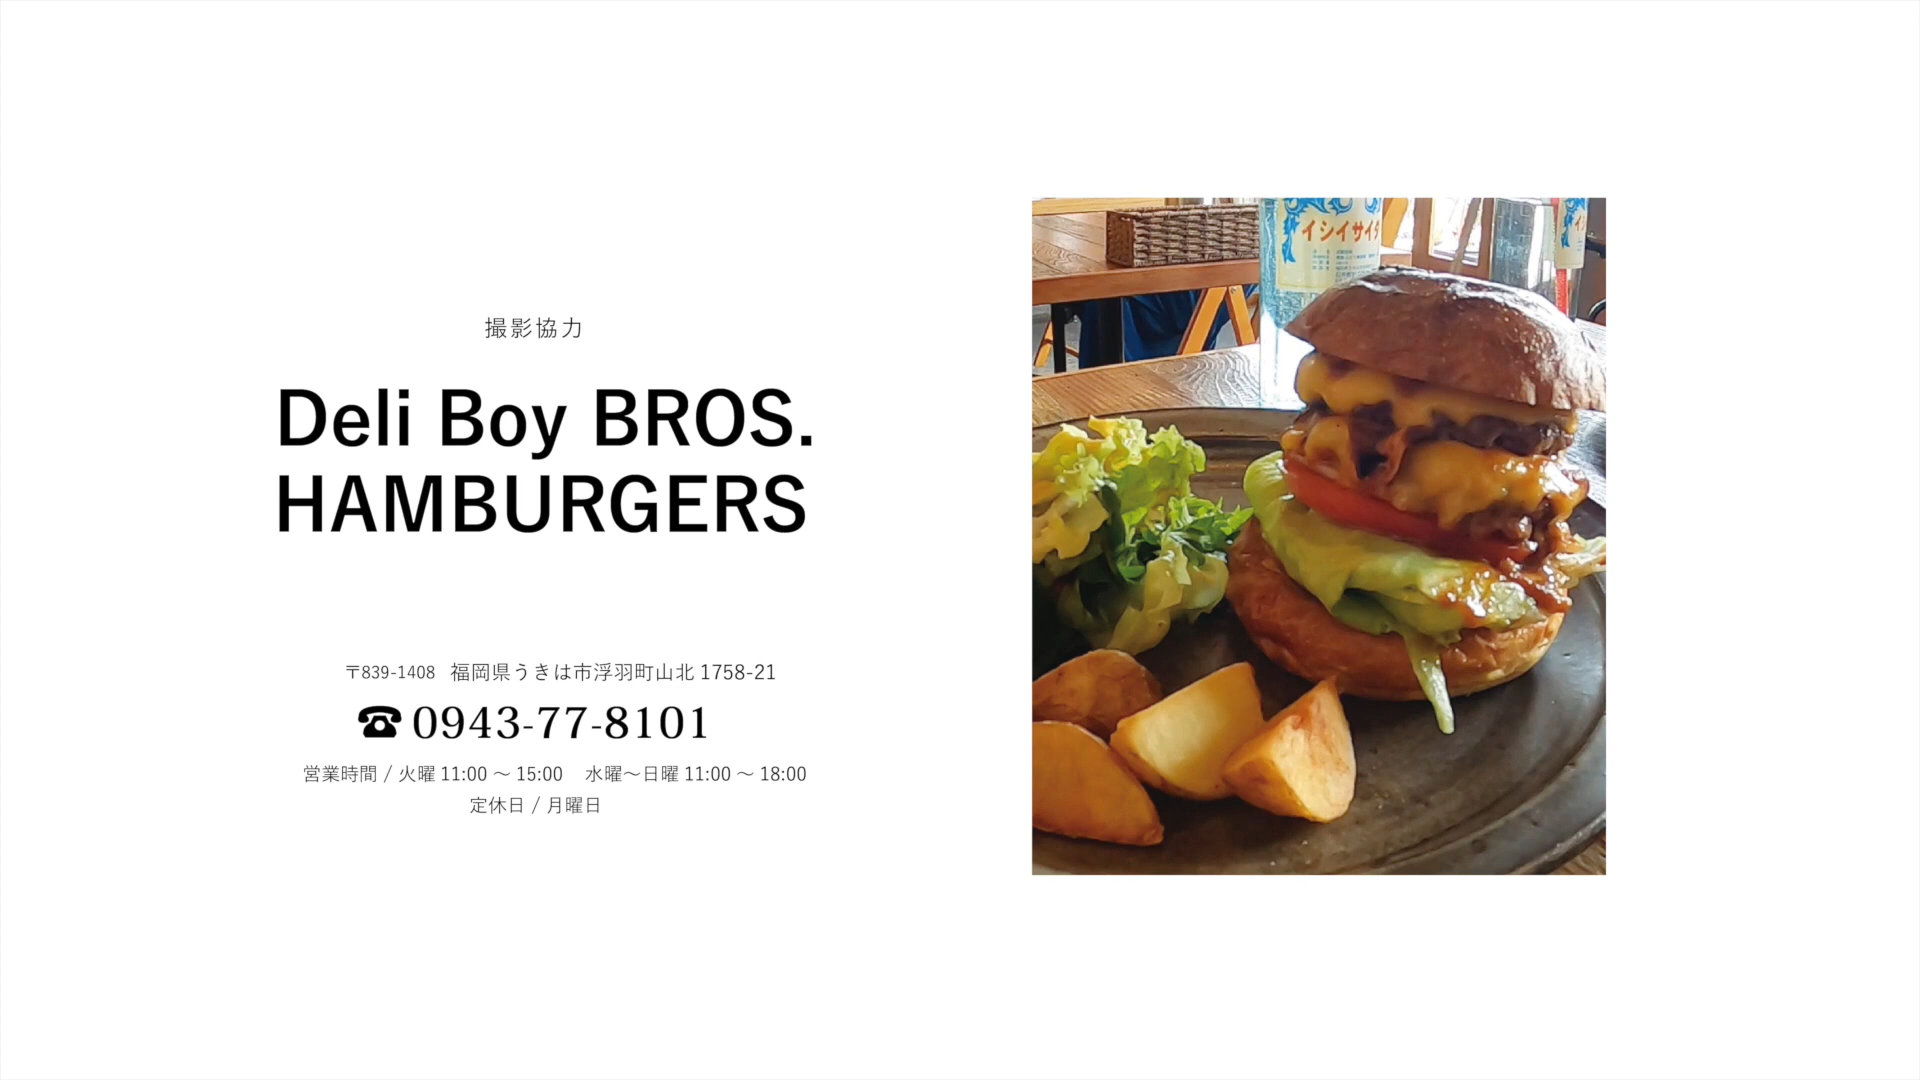 撮影協力
Deli Boy BROS.
HAMBURGERS
〒839-1408 福岡県うきは市浮羽町山北 1758-21
☎ 0943-77-8101
営業時間 / 火曜 11:00 〜 15:00 水曜〜日曜 11:00 〜 18:00
定休日 / 月曜日
イシイサイダ